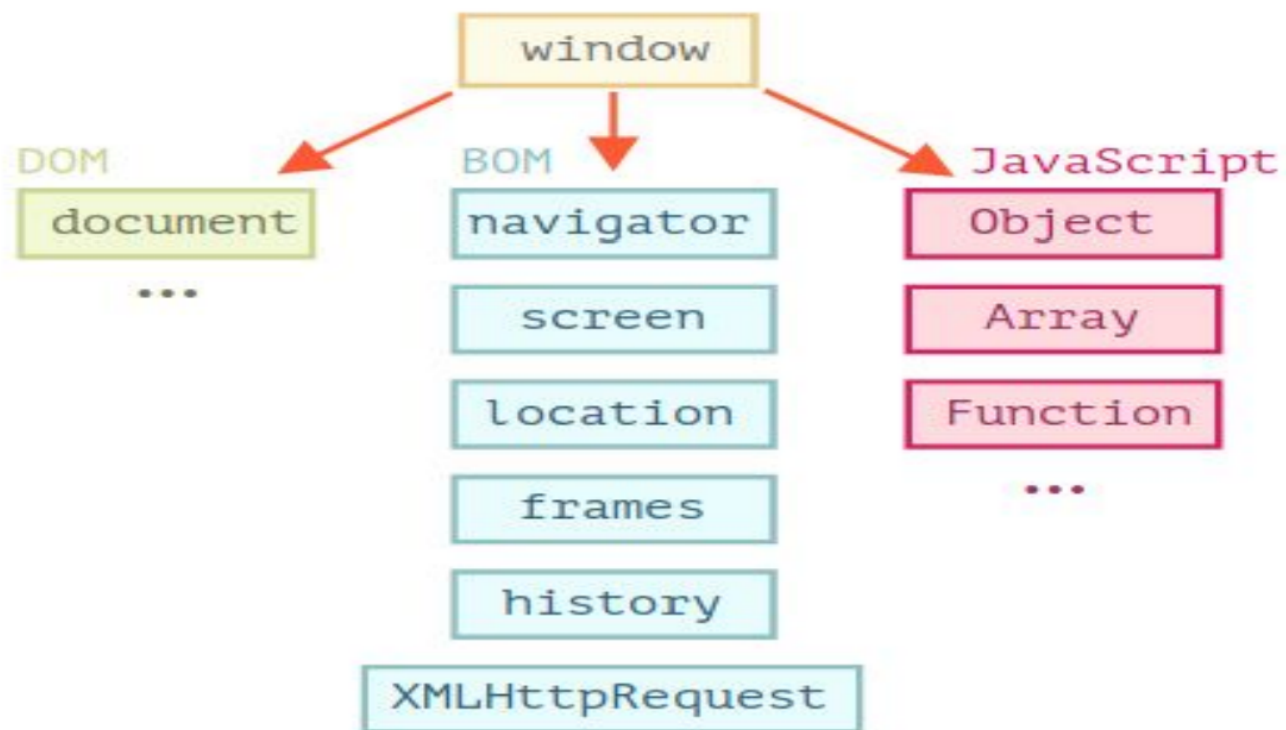 window
DOM
document
...
BOM
navigator
screen
location
frames
history
XMLHttpRequest
JavaScript
Object
Array
Function
...